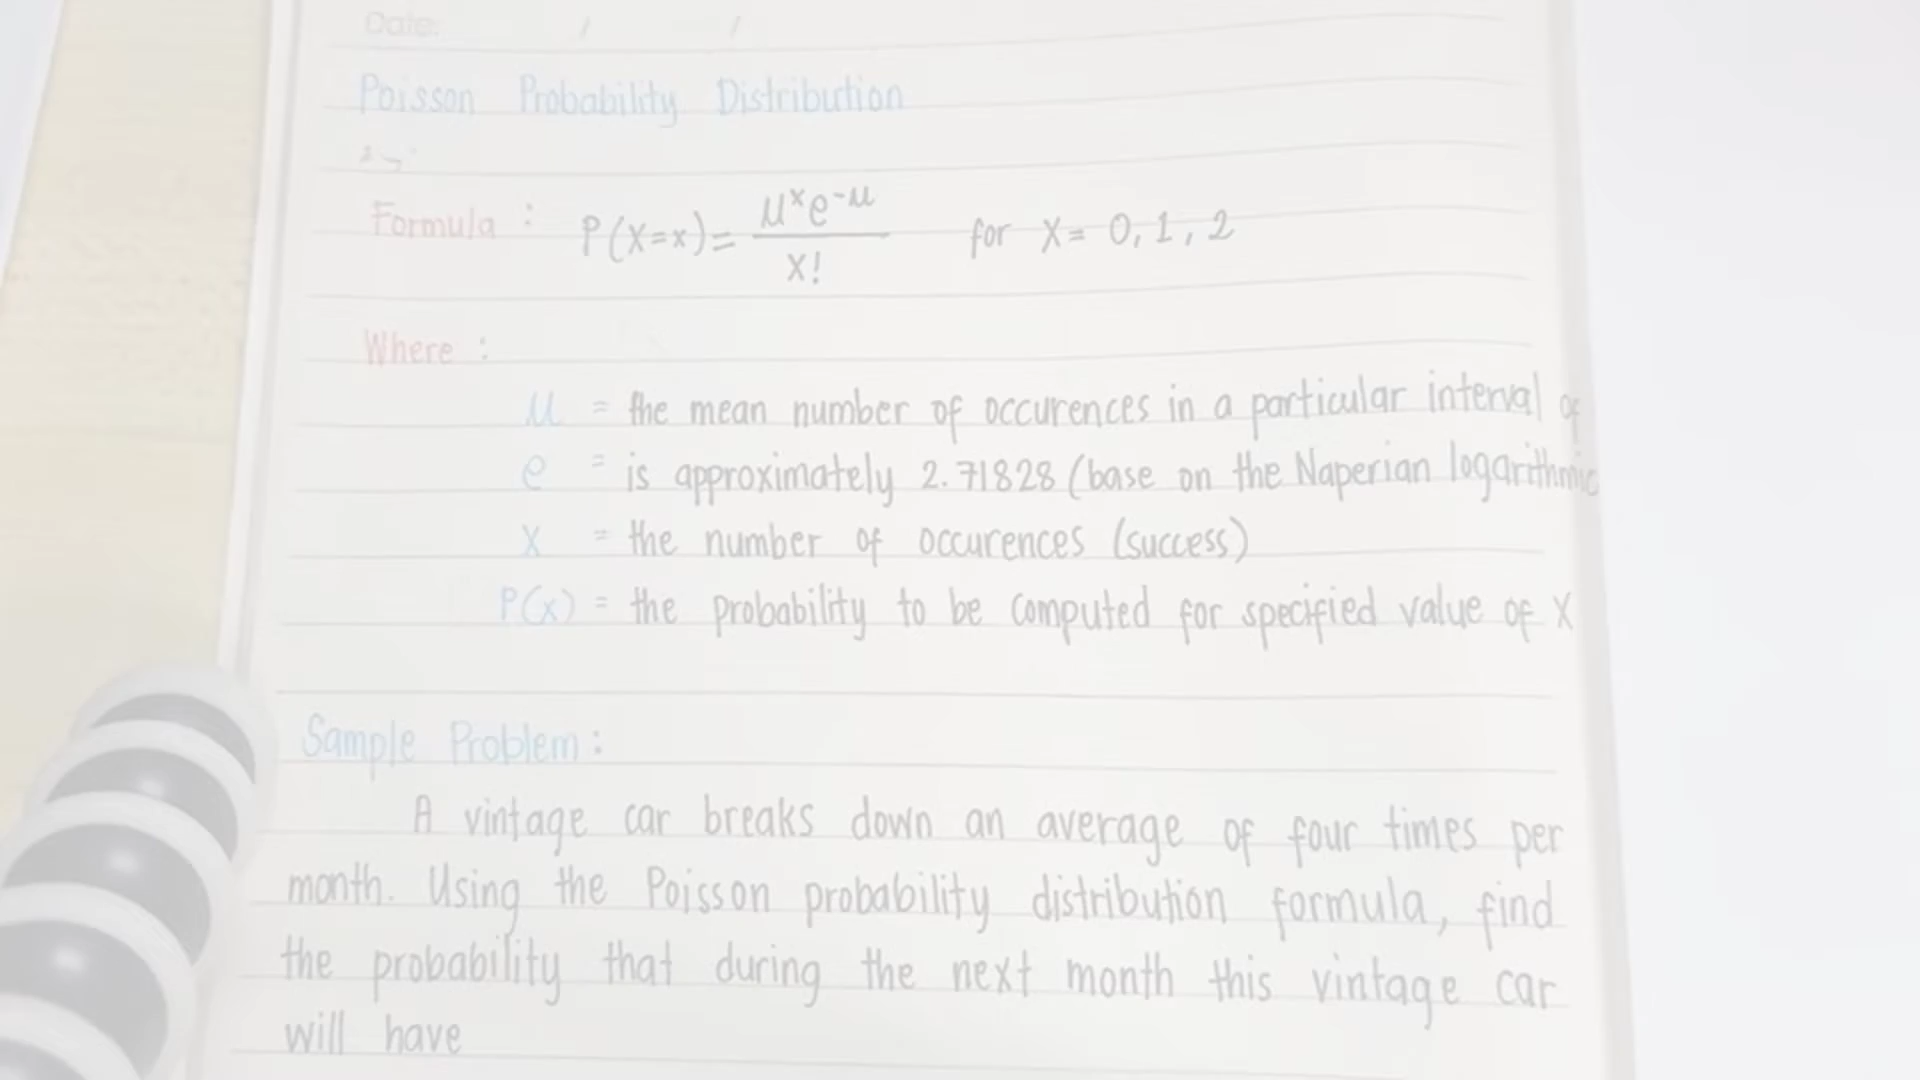 Date: / /
Poisson Probability Distribution
Formula : P(X=x)= μˣe⁻μ / X! for X= 0, 1, 2
Where :
μ = the mean number of occurences in a particular interval of
e = is approximately 2.71828 (base on the Naperian logarithmic
X = the number of occurences (success)
P(x) = the probability to be computed for specified value of X
Sample Problem:
A vintage car breaks down an average of four times per
month. Using the Poisson probability distribution formula, find
the probability that during the next month this vintage car
will have